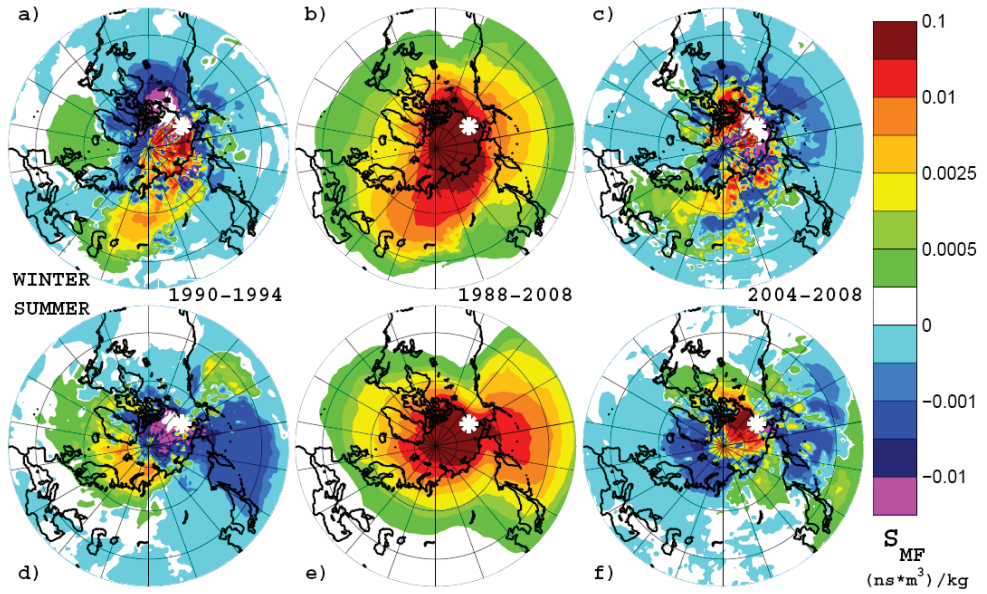 a)
b)
c)
0.1
0.01
0.0025
0.0005
0
−0.001
−0.01
WINTER
SUMMER
1990−1994
1988−2008
2004−2008
d)
e)
f)
S MF
(ns*m³)/kg